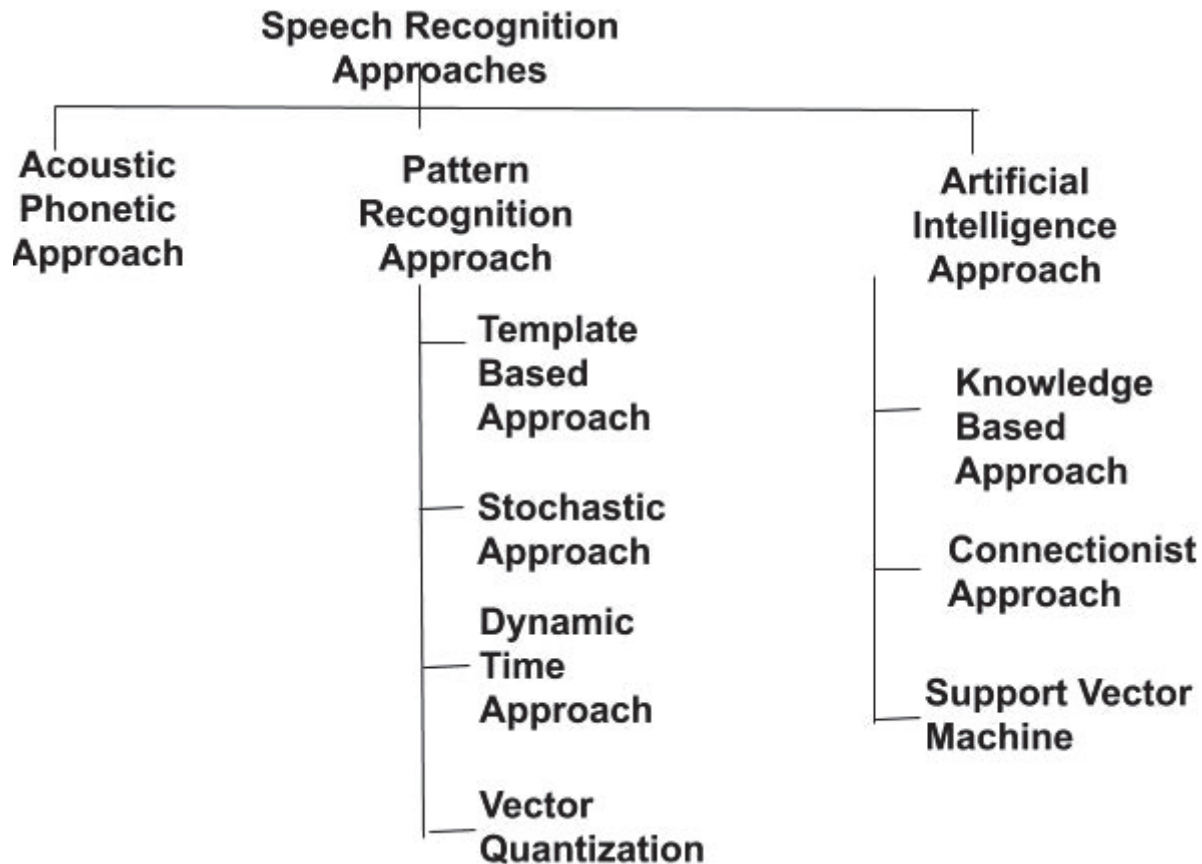 Speech Recognition
Approaches
Acoustic
Phonetic
Approach
Pattern
Recognition
Approach
Template
Based
Approach
Stochastic
Approach
Dynamic
Time
Approach
Vector
Quantization
Artificial
Intelligence
Approach
Knowledge
Based
Approach
Connectionist
Approach
Support Vector
Machine